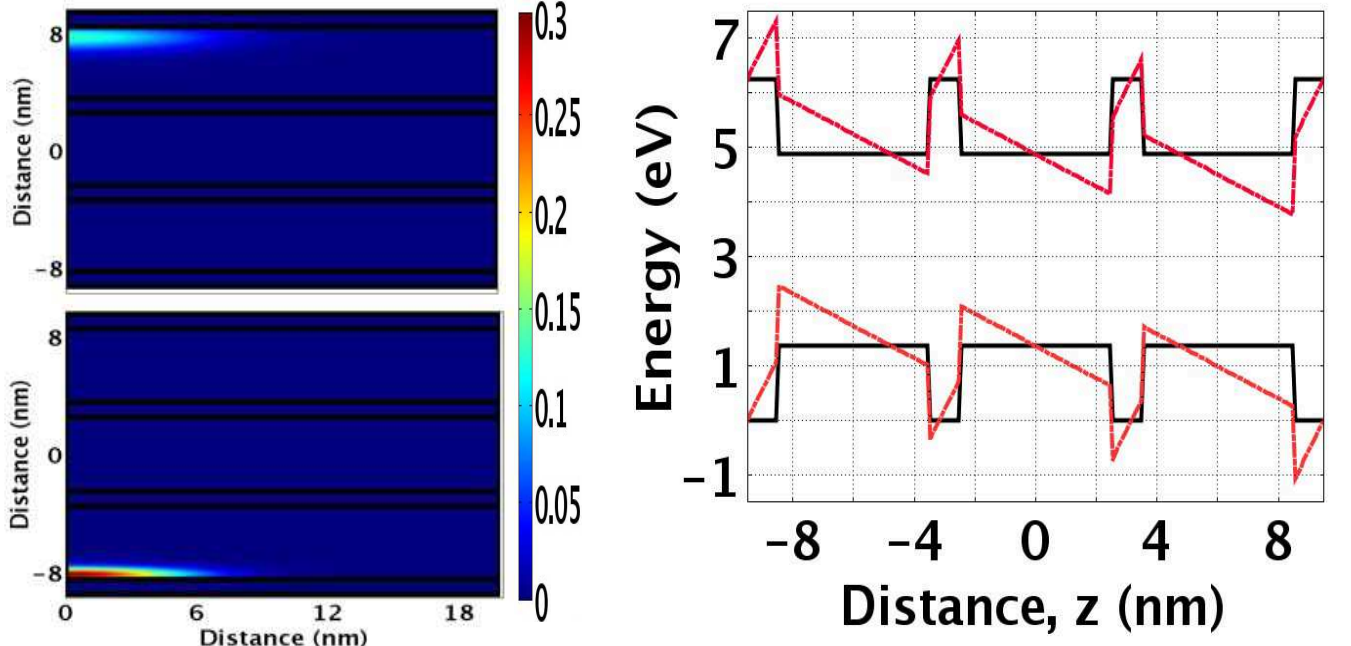 Distance (nm)
8
0
−8
Distance (nm)
8
0
−8
0 6 12 18
Distance (nm)
0.3
0.25
0.2
0.15
0.1
0.05
0
Energy (eV)
7
5
3
1
−1
−8 −4 0 4 8
Distance, z (nm)